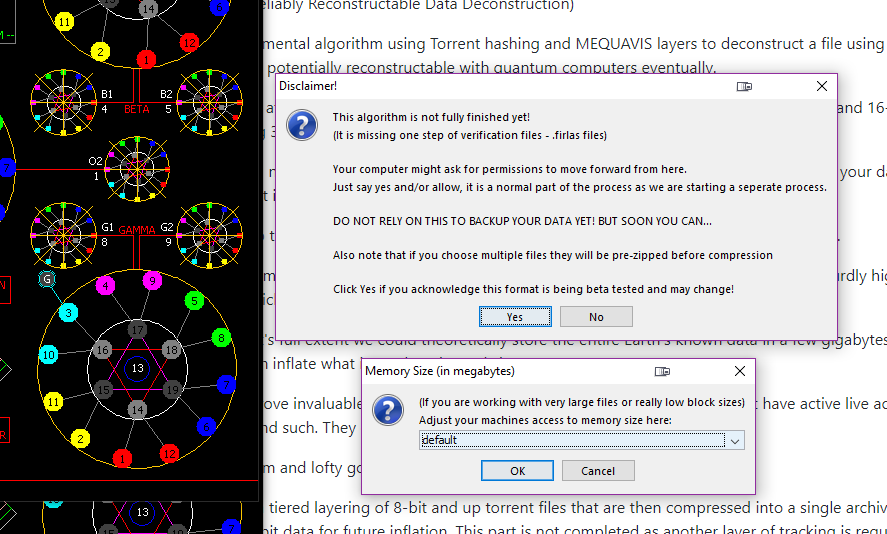 eliably Reconstructable Data Deconstruction)
mental algorithm using Torrent hashing and MEQUAVIS layers to deconstruct a file using
potentially reconstructable with quantum computers eventually.
Disclaimer!
This algorithm is not fully finished yet!
(It is missing one step of verification files - .firlas files)
Your computer might ask for permissions to move forward from here.
Just say yes and/or allow, it is a normal part of the process as we are starting a seperate process.
DO NOT RELY ON THIS TO BACKUP YOUR DATA YET! BUT SOON YOU CAN...
Also note that if you choose multiple files they will be pre-zipped before compression
Click Yes if you acknowledge this format is being beta tested and may change!
Yes No
and 16-
your da
urdly hig
's full extent we could theoretically store the entire Earth's known data in a few gigabytes
n inflate what
Memory Size (in megabytes)
(If you are working with very large files or really low block sizes)
Adjust your machines access to memory size here:
default
OK Cancel
ove invaluable
t have active live ac
nd such. They
m and lofty go
tiered layering of 8-bit and up torrent files that are then compressed into a single archiv
bit data for future inflation. This part is not completed as another layer of tracking is requ
M --
14
5
11
2
12
1
B1
4
BETA
B2
5
7
O2
1
G1
8
GAMMA
G2
9
G
4
9
3
5
17
10
16
18
8
13
11
15
19
7
14
2
6
1
12
N
R
15
19
13
7